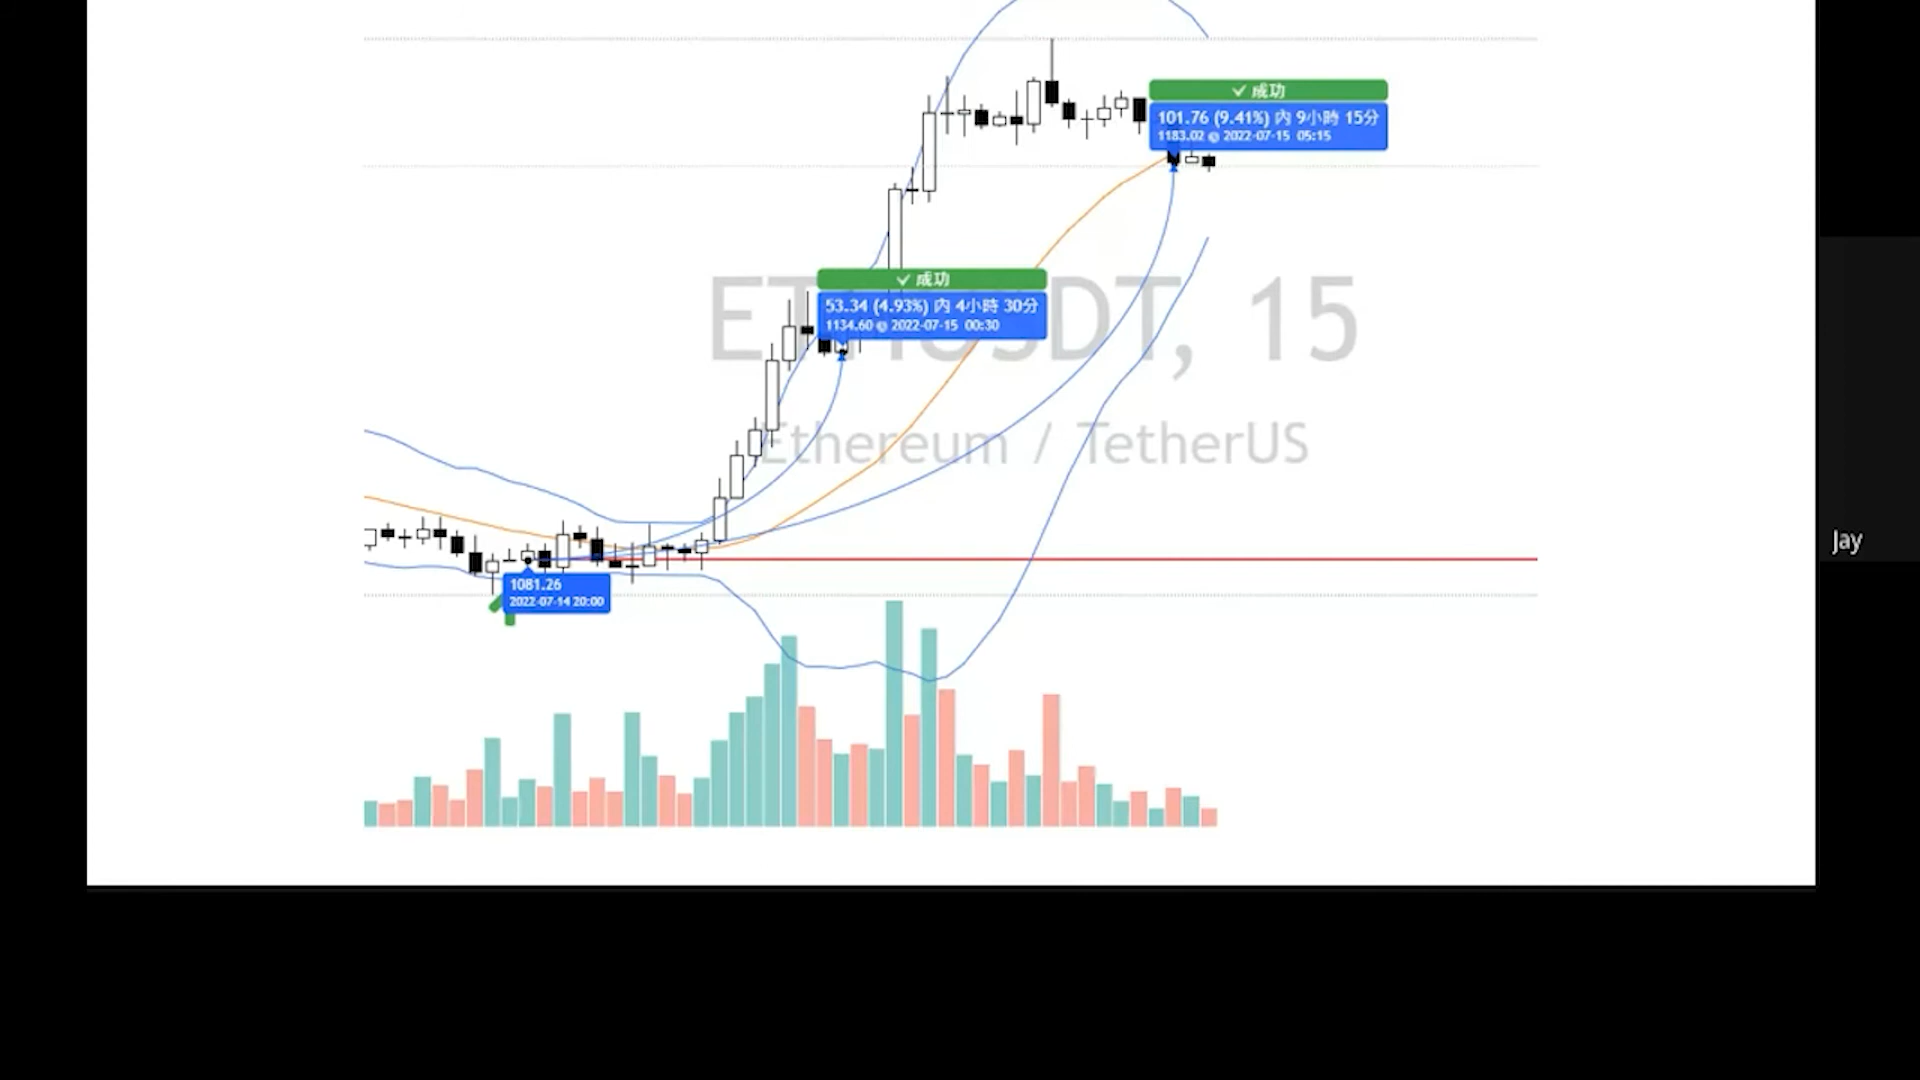 ✓ 成功
101.76 (9.41%) 內 9小時 15分
1183.02 @ 2022-07-15 05:15
✓ 成功
53.34 (4.93%) 內 4小時 30分
1134.60 @ 2022-07-15 00:30
ETHUSDT, 15
Ethereum / TetherUS
Jay
1081.26
2022-07-14 20:00